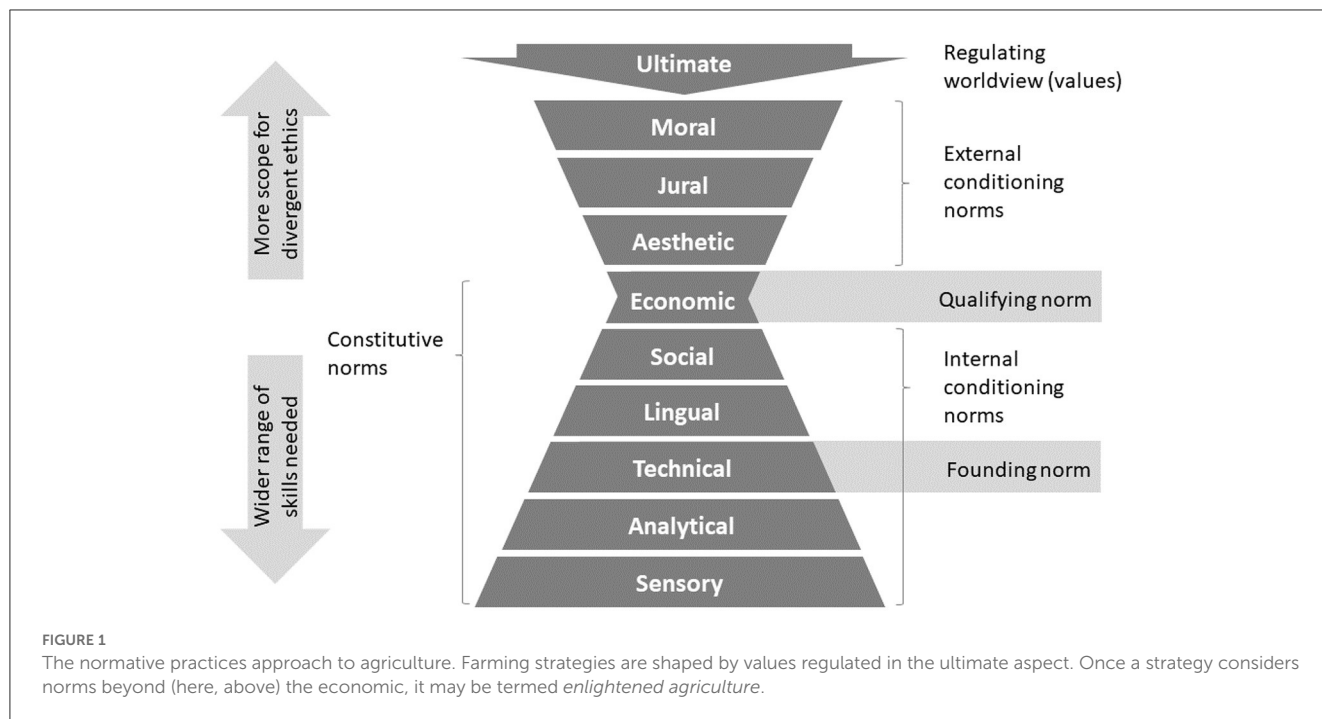 More scope for
divergent ethics
Wider range of
skills needed
Constitutive
norms
Ultimate
Moral
Jural
Aesthetic
Economic
Social
Lingual
Technical
Analytical
Sensory
Regulating
worldview (values)
External
conditioning
norms
Qualifying norm
Internal
conditioning
norms
Founding norm
FIGURE 1
The normative practices approach to agriculture. Farming strategies are shaped by values regulated in the ultimate aspect. Once a strategy considers
norms beyond (here, above) the economic, it may be termed enlightened agriculture.